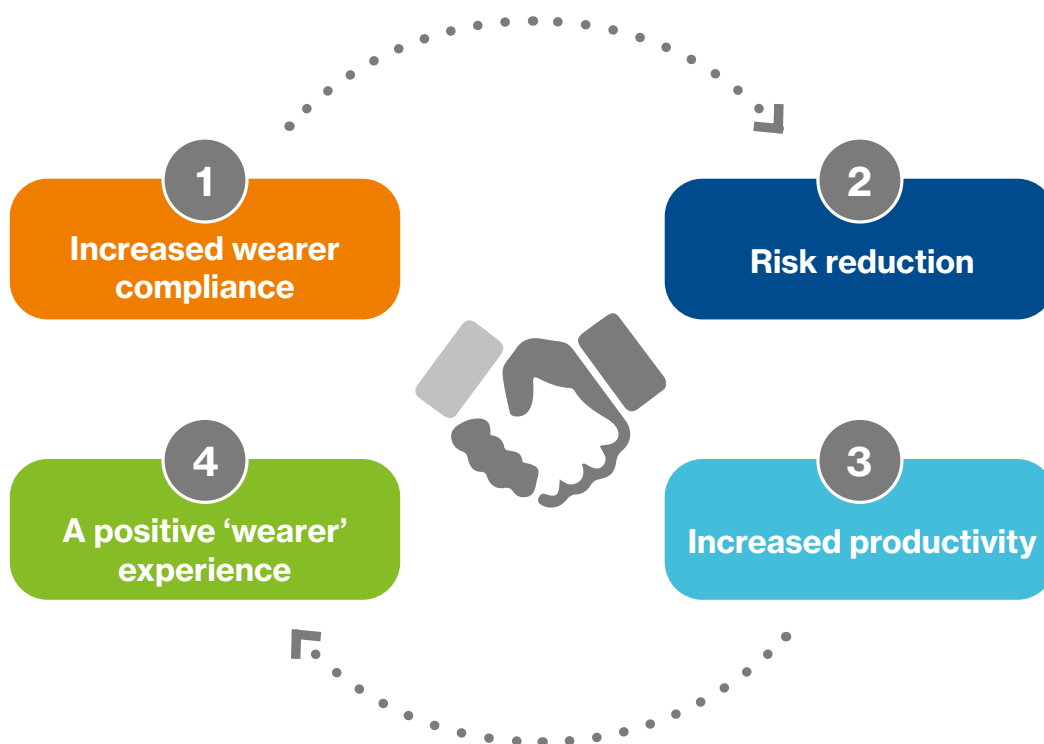 1
Increased wearer
compliance
2
Risk reduction
3
Increased productivity
4
A positive ‘wearer’
experience